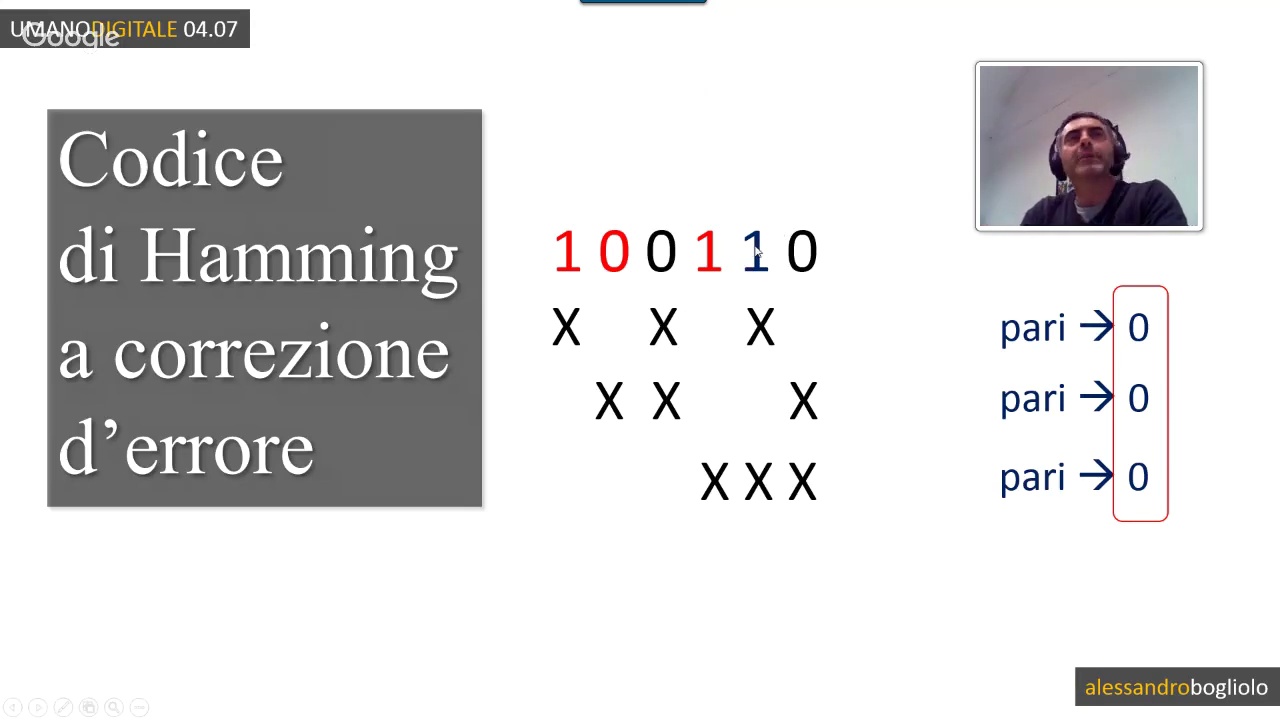 UMANODIGITALE 04.07
Google
Codice
di Hamming
a correzione
d’errore
1 0 0 1 1 0
X X X
X X X
X X X
pari → 0
pari → 0
pari → 0
alessandrobogliolo